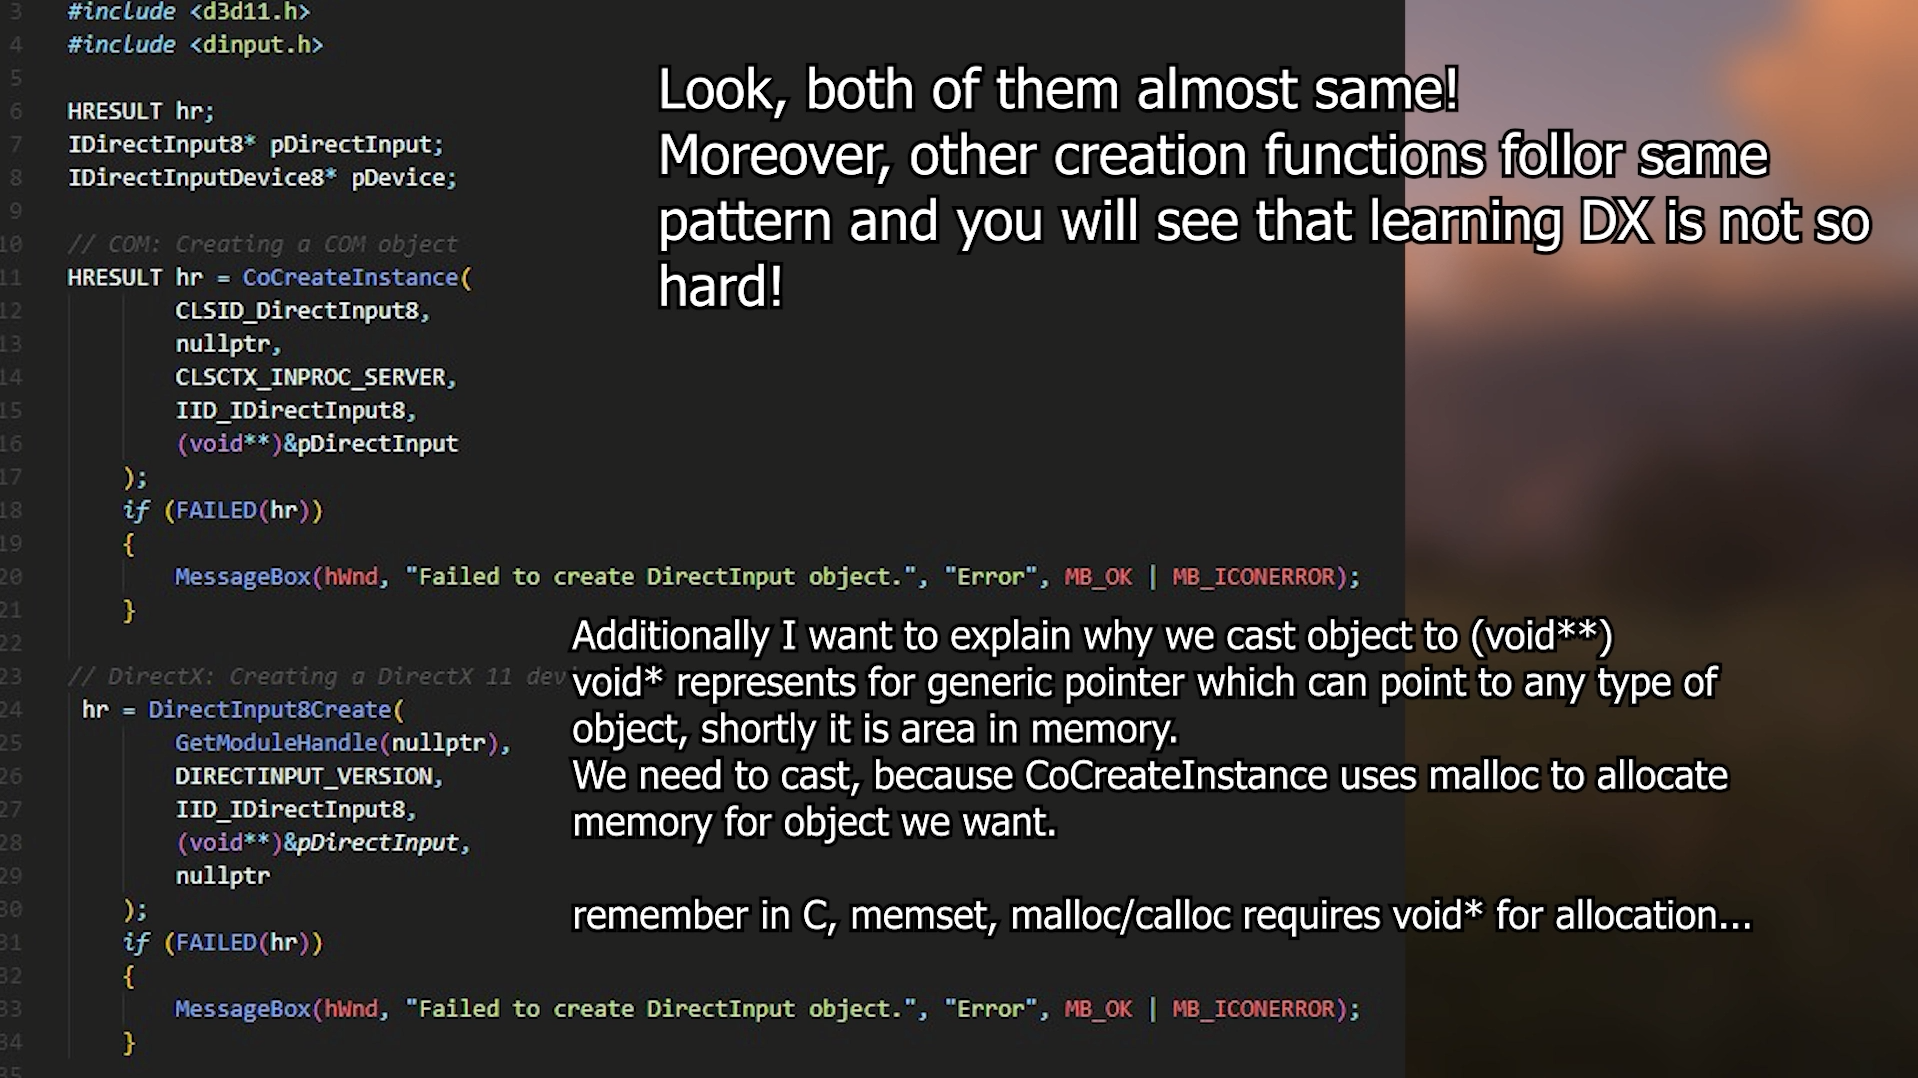 3 #include <d3d11.h>
4 #include <dinput.h>
5
6 HRESULT hr;
7 IDirectInput8* pDirectInput;
8 IDirectInputDevice8* pDevice;
9
10 // COM: Creating a COM object
11 HRESULT hr = CoCreateInstance(
12 CLSID_DirectInput8,
13 nullptr,
14 CLSCTX_INPROC_SERVER,
15 IID_IDirectInput8,
16 (void**)&pDirectInput
17 );
18 if (FAILED(hr))
19 {
20 MessageBox(hWnd, "Failed to create DirectInput object.", "Error", MB_OK | MB_ICONERROR);
21 }
22
23 // DirectX: Creating a DirectX 11 dev
24 hr = DirectInput8Create(
25 GetModuleHandle(nullptr),
26 DIRECTINPUT_VERSION,
27 IID_IDirectInput8,
28 (void**)&pDirectInput,
29 nullptr
30 );
31 if (FAILED(hr))
32 {
33 MessageBox(hWnd, "Failed to create DirectInput object.", "Error", MB_OK | MB_ICONERROR);
34 }
35
Look, both of them almost same!
Moreover, other creation functions follor same
pattern and you will see that learning DX is not so
hard!
Additionally I want to explain why we cast object to (void**)
void* represents for generic pointer which can point to any type of
object, shortly it is area in memory.
We need to cast, because CoCreateInstance uses malloc to allocate
memory for object we want.
remember in C, memset, malloc/calloc requires void* for allocation...